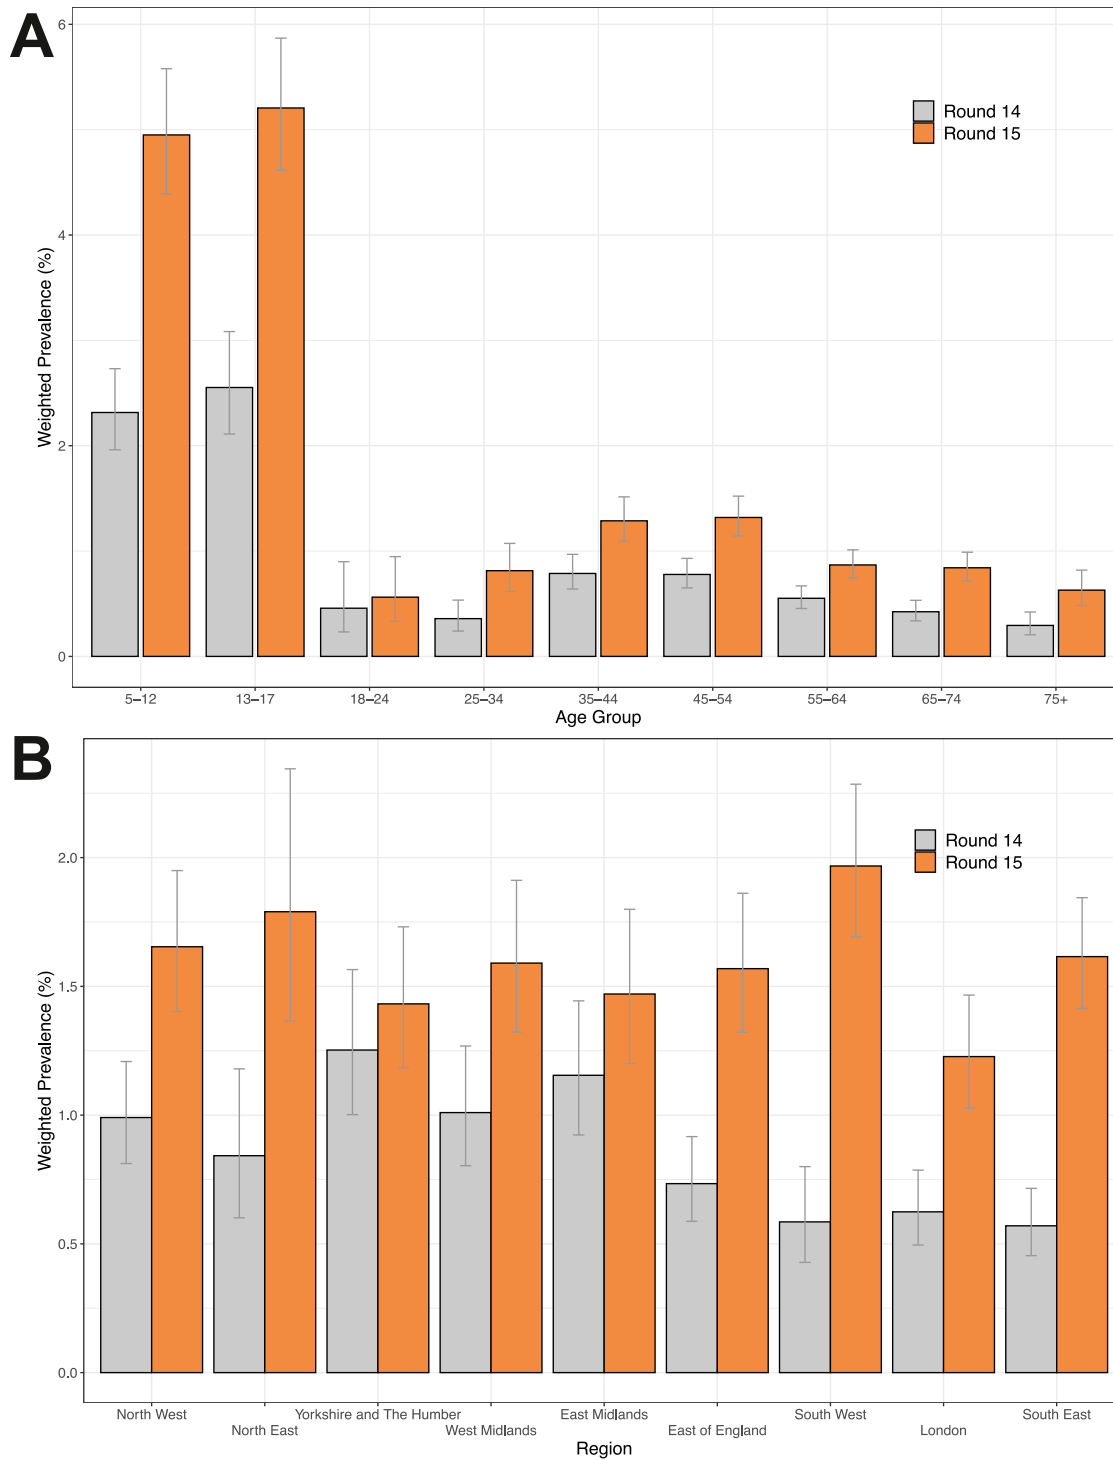 A
Weighted Prevalence (%)
6
4
2
0
Round 14
Round 15
5–12
13–17
18–24
25–34
35–44
45–54
55–64
65–74
75+
Age Group
B
Weighted Prevalence (%)
2.0
1.5
1.0
0.5
0.0
Round 14
Round 15
North West
North East
Yorkshire and The Humber
West Midlands
East Midlands
East of England
South West
London
South East
Region